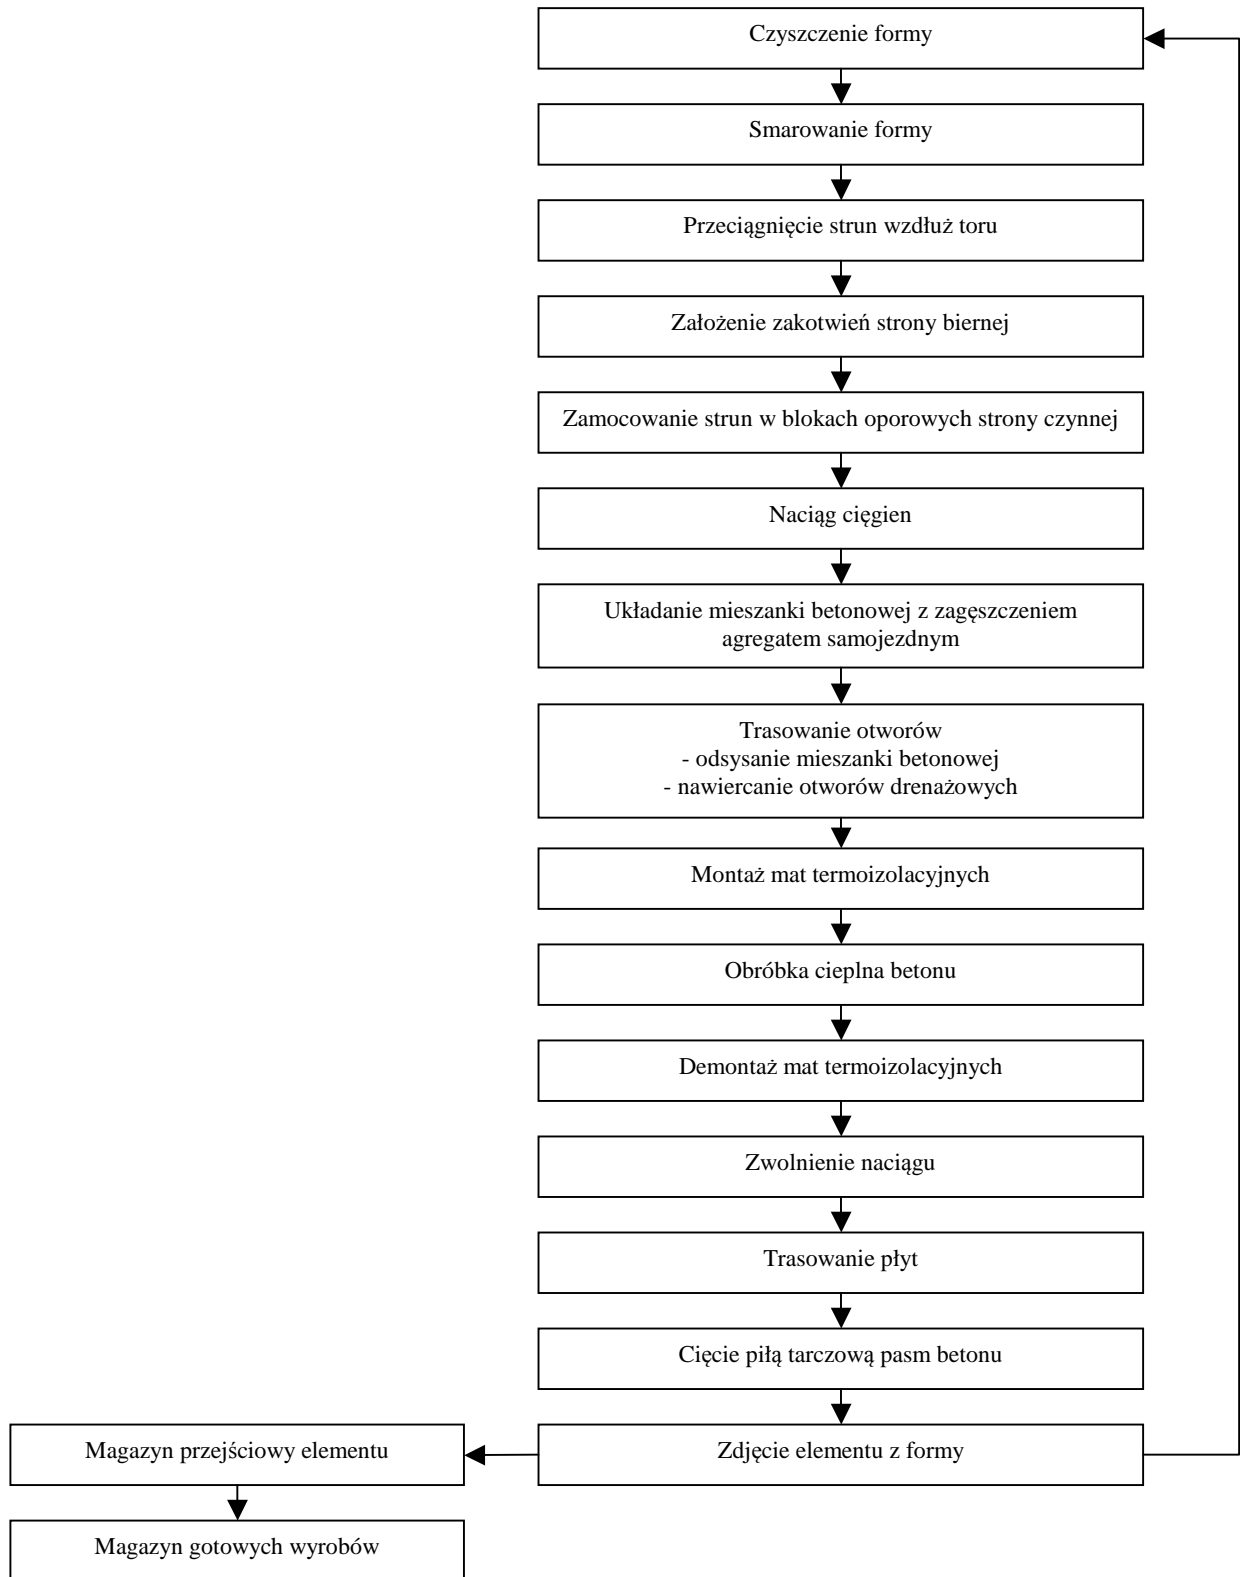 Czyszczenie formy
Smarowanie formy
Przeciągnięcie strun wzdłuż toru
Założenie zakotwień strony biernej
Zamocowanie strun w blokach oporowych strony czynnej
Naciąg cięgien
Układanie mieszanki betonowej z zagęszczeniem
agregatem samojezdnym
Trasowanie otworów
- odsysanie mieszanki betonowej
- nawiercanie otworów drenażowych
Montaż mat termoizolacyjnych
Obróbka cieplna betonu
Demontaż mat termoizolacyjnych
Zwolnienie naciągu
Trasowanie płyt
Cięcie piłą tarczową pasm betonu
Zdjęcie elementu z formy
Magazyn przejściowy elementu
Magazyn gotowych wyrobów